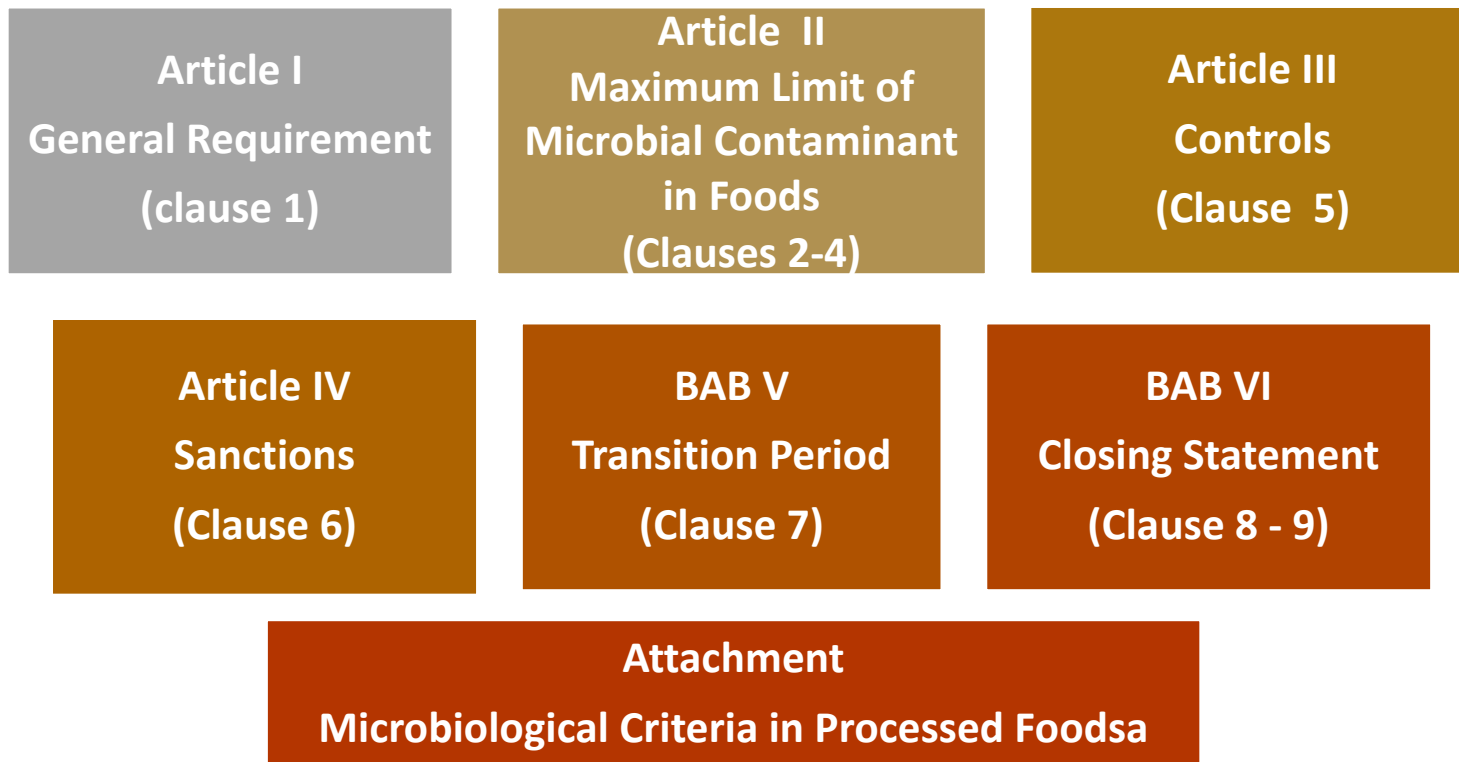 Article I
General Requirement
(clause 1)
Article II
Maximum Limit of
Microbial Contaminant
in Foods
(Clauses 2-4)
Article III
Controls
(Clause 5)
Article IV
Sanctions
(Clause 6)
BAB V
Transition Period
(Clause 7)
BAB VI
Closing Statement
(Clause 8 - 9)
Attachment
Microbiological Criteria in Processed Foodsa